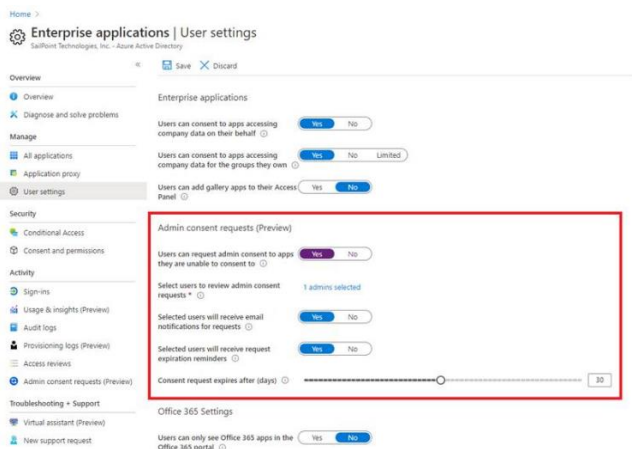 Home >
Enterprise applications | User settings
SailPoint Technologies, Inc. - Azure Active Directory
«
Save Discard
Overview
Overview
Diagnose and solve problems
Manage
All applications
Application proxy
User settings
Security
Conditional Access
Consent and permissions
Activity
Sign-ins
Usage & insights (Preview)
Audit logs
Provisioning logs (Preview)
Access reviews
Admin consent requests (Preview)
Troubleshooting + Support
Virtual assistant (Preview)
New support request
Enterprise applications
Users can consent to apps accessing
company data on their behalf
Yes No
Users can consent to apps accessing
company data for the groups they own
Yes No Limited
Users can add gallery apps to their Access
Panel
Yes No
Admin consent requests (Preview)
Users can request admin consent to apps
they are unable to consent to
Yes No
Select users to review admin consent
requests *
1 admins selected
Selected users will receive email
notifications for requests
Yes No
Selected users will receive request
expiration reminders
Yes No
Consent request expires after (days)
30
Office 365 Settings
Users can only see Office 365 apps in the
Office 365 portal
Yes No